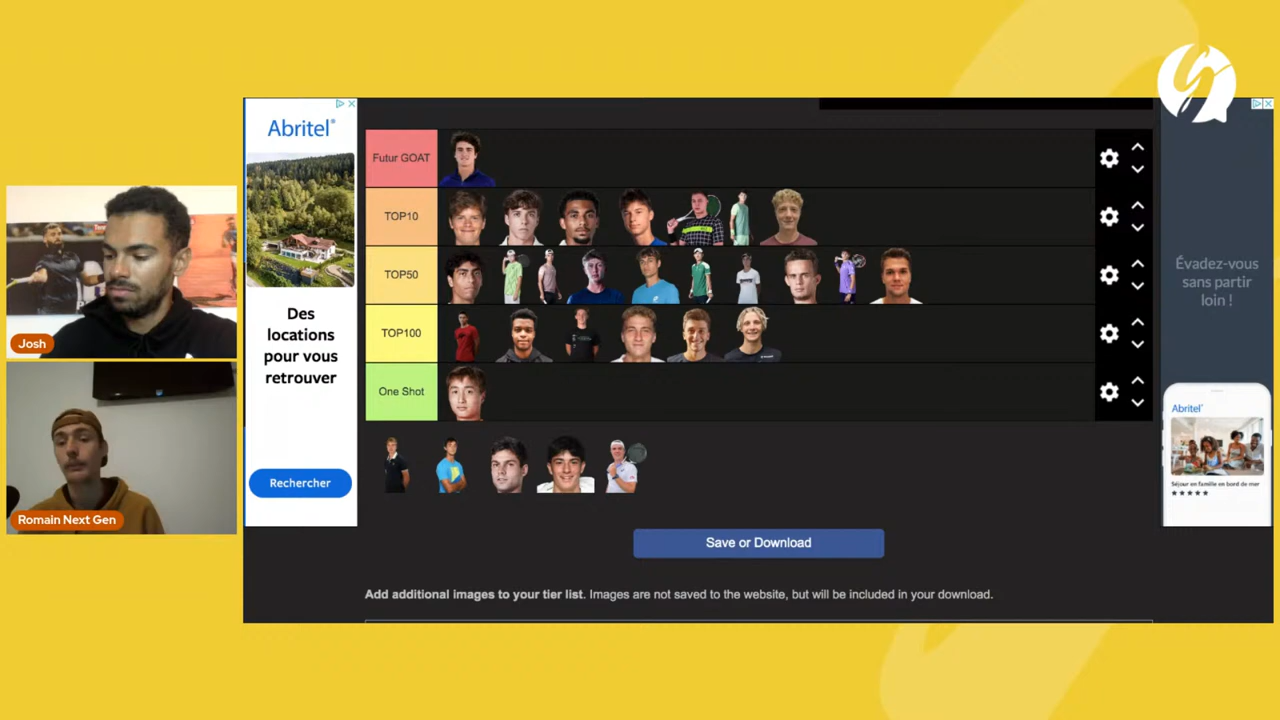 Abritel®
Des
locations
pour vous
retrouver
Rechercher
Josh
Romain Next Gen
Futur GOAT
TOP10
TOP50
TOP100
One Shot
Save or Download
Add additional images to your tier list. Images are not saved to the website, but will be included in your download.
Évadez-vous
sans partir
loin !
Abritel®
Séjour en famille en bord de mer